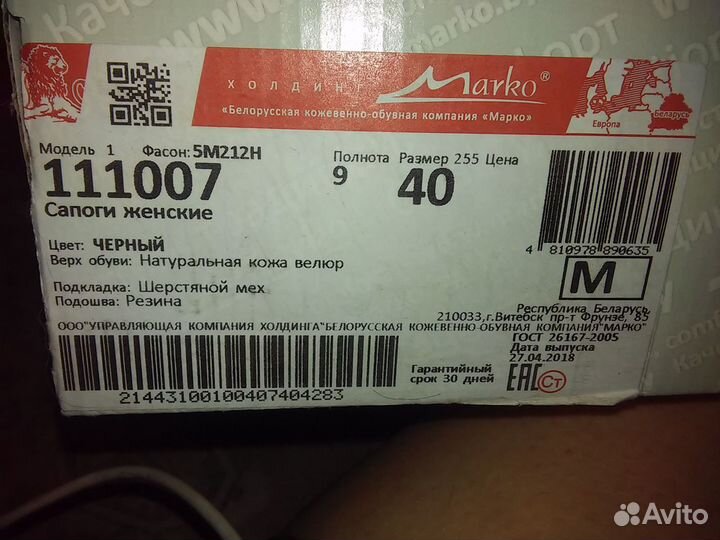 ХОЛДИНГ Marko®
«Белорусская кожевенно-обувная компания «Марко»
Европа
Беларусь
Модель 1 Фасон:5М212Н
Полнота Размер 255 Цена
111007 9 40
Сапоги женские
Цвет: ЧЕРНЫЙ
Верх обуви: Натуральная кожа велюр
4 810978 890635
М
Подкладка: Шерстяной мех
Подошва: Резина
Республика Беларусь,
210033,г.Витебск пр-т Фрунзе, 85
ООО"УПРАВЛЯЮЩАЯ КОМПАНИЯ ХОЛДИНГА"БЕЛОРУССКАЯ КОЖЕВЕННО-ОБУВНАЯ КОМПАНИЯ"МАРКО"
ГОСТ 26167-2005
Дата выпуска
27.04.2018
Гарантийный
срок 30 дней
ЕАС
Ст
21443100100407404283
Avito